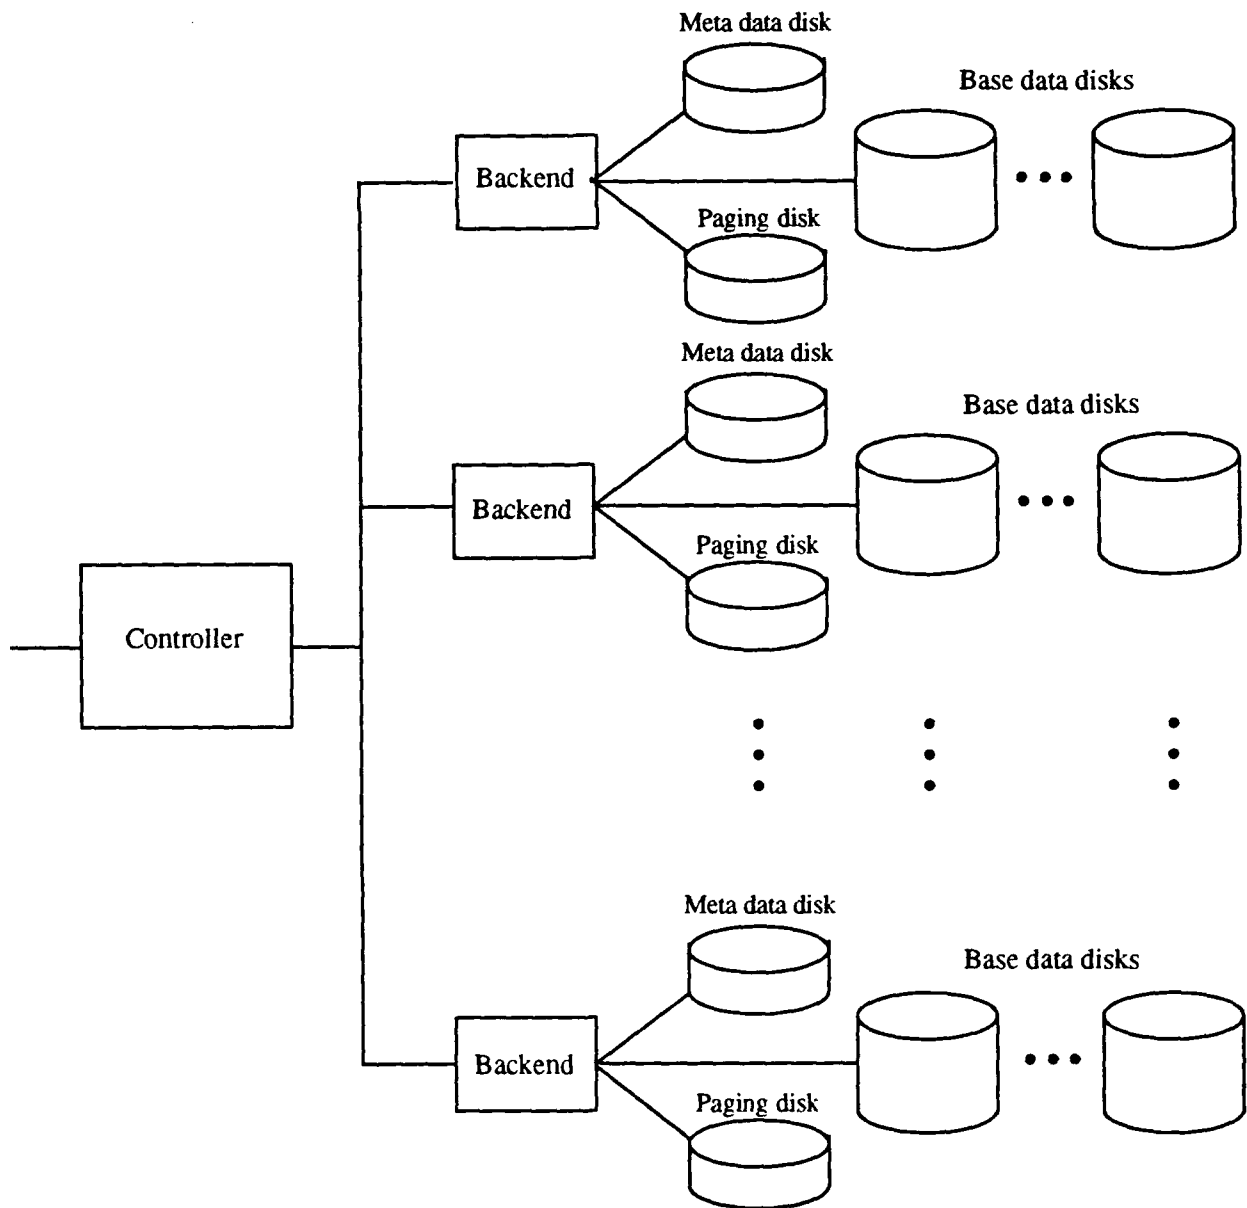 Meta data disk
Base data disks
Backend
Paging disk
Meta data disk
Base data disks
Backend
Paging disk
Controller
Meta data disk
Base data disks
Backend
Paging disk